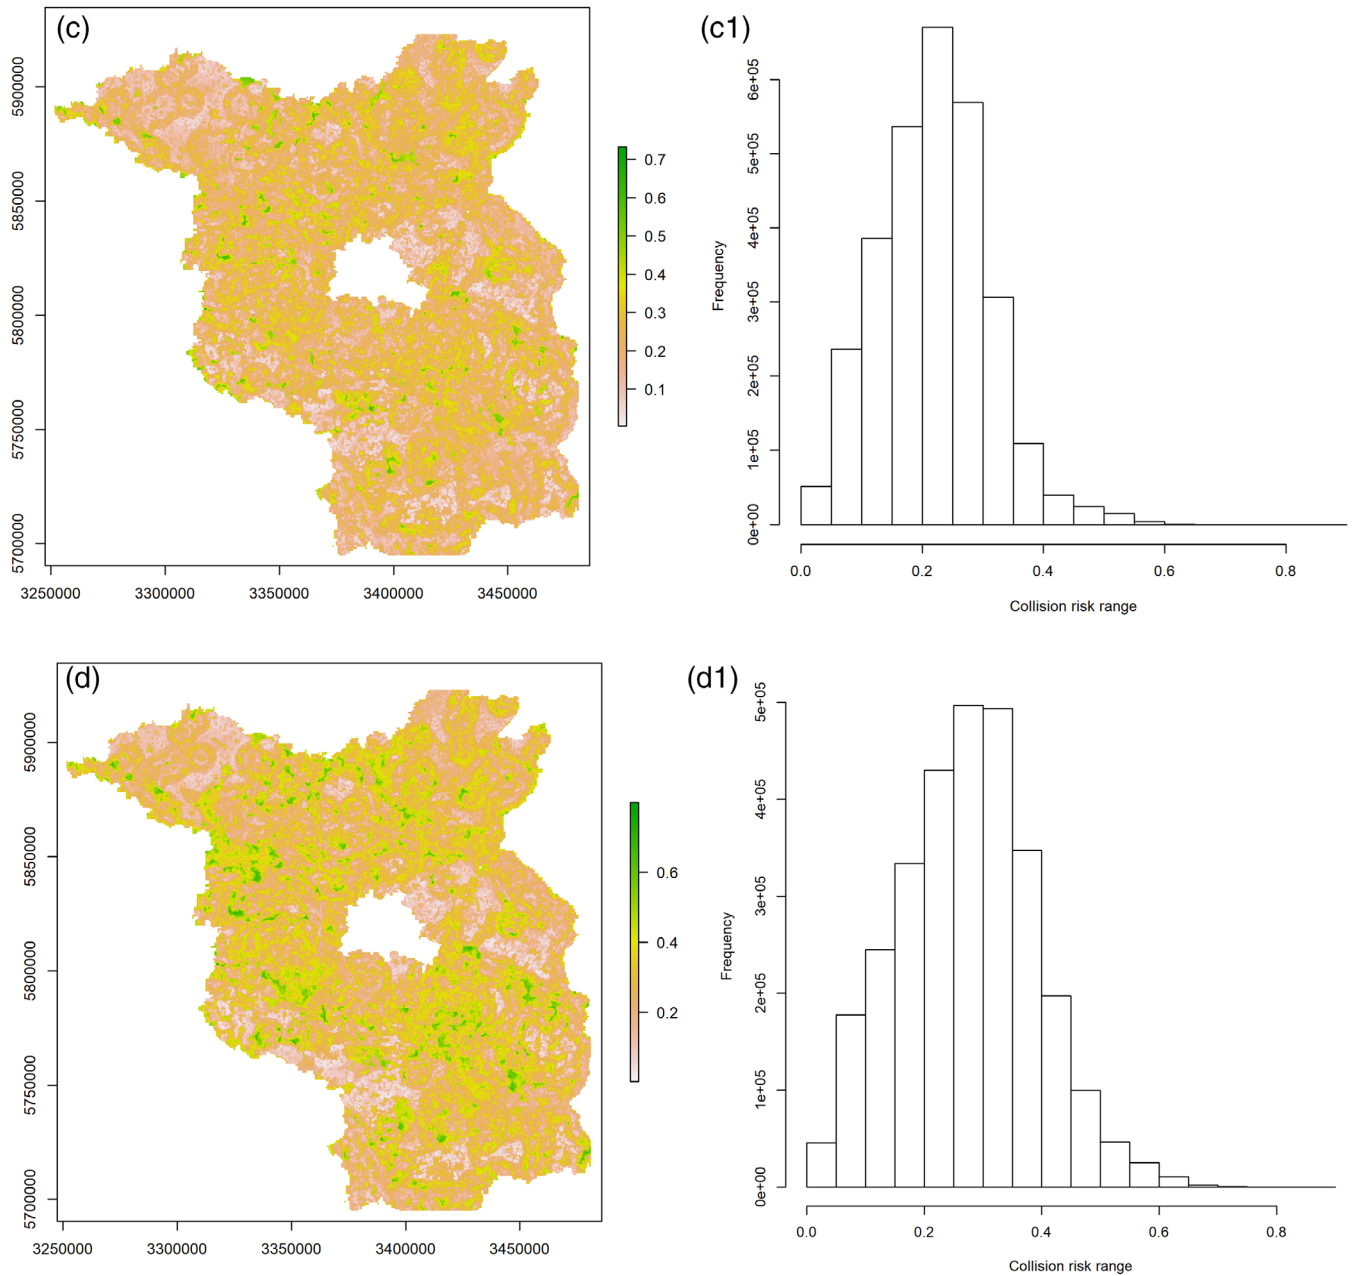 (c)
5900000
5850000
5800000
5750000
5700000
3250000 3300000 3350000 3400000 3450000
0.7
0.6
0.5
0.4
0.3
0.2
0.1
(c1)
6e+05
5e+05
4e+05
3e+05
2e+05
1e+05
0e+00
Frequency
0.0 0.2 0.4 0.6 0.8
Collision risk range
(d)
5900000
5850000
5800000
5750000
5700000
3250000 3300000 3350000 3400000 3450000
0.6
0.4
0.2
(d1)
5e+05
4e+05
3e+05
2e+05
1e+05
0e+00
Frequency
0.0 0.2 0.4 0.6 0.8
Collision risk range